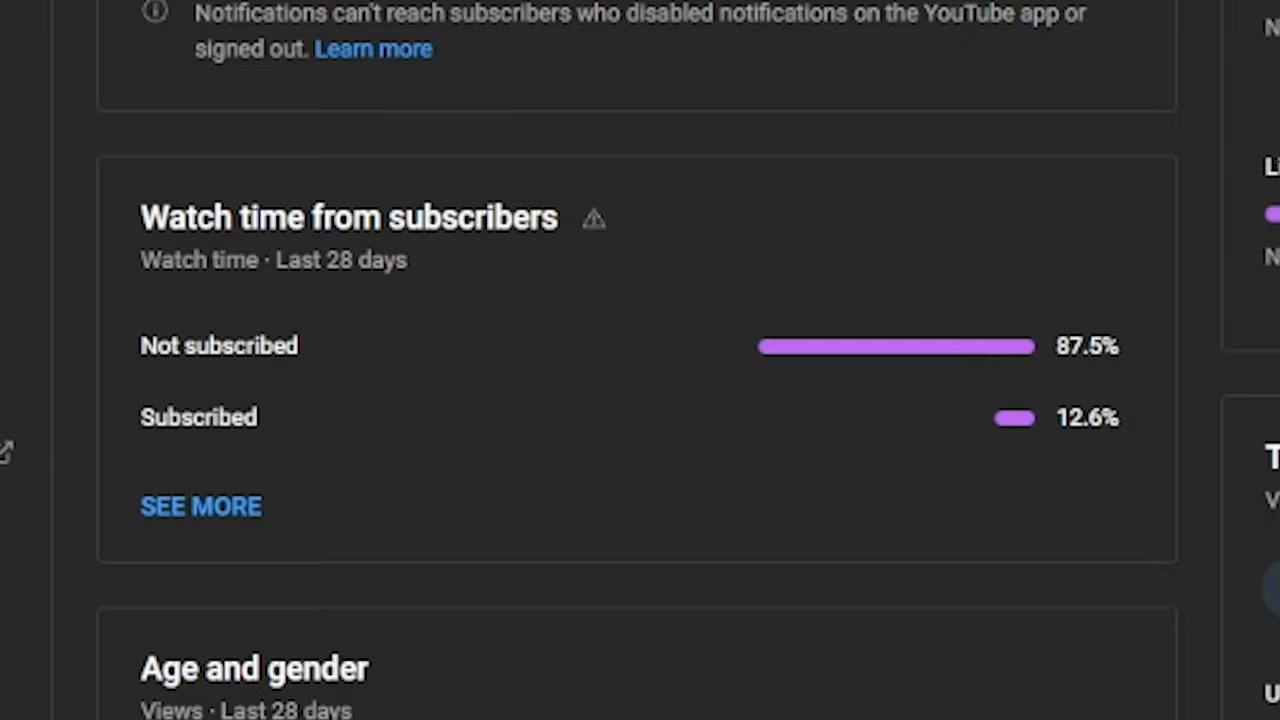 Notifications can't reach subscribers who disabled notifications on the YouTube app or
signed out. Learn more
Watch time from subscribers
Watch time · Last 28 days
Not subscribed 87.5%
Subscribed 12.6%
SEE MORE
Age and gender
Views · Last 28 days